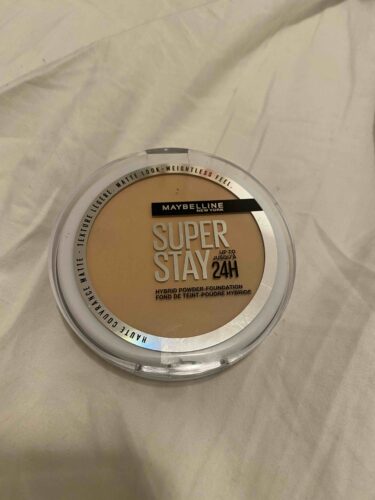 MAYBELLINE
NEW YORK
SUPER
STAY
UP TO
JUSQU'À
24H
HYBRID POWDER-FOUNDATION
FOND DE TEINT-POUDRE HYBRIDE
HAUTE COUVRANCE MATTE - TEXTURE LÉGÈRE. MATTE LOOK - WEIGHTLESS FEEL.